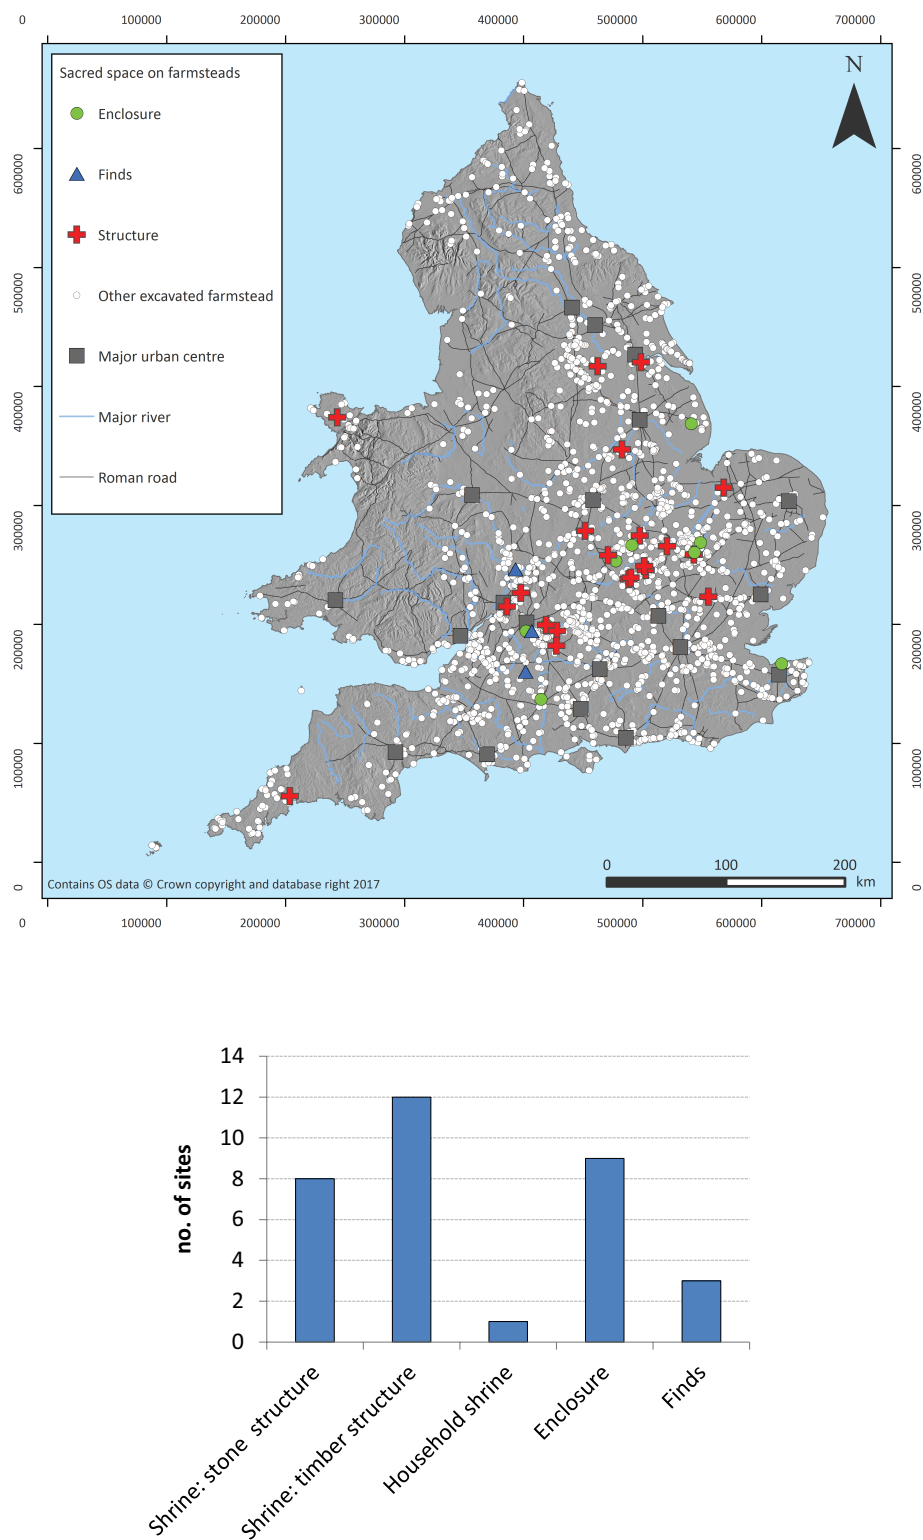 0 100000 200000 300000 400000 500000 600000 700000
Sacred space on farmsteads
Enclosure
Finds
Structure
Other excavated farmstead
Major urban centre
Major river
Roman road
N
600000
500000
400000
300000
200000
100000
0
600000
500000
400000
300000
200000
100000
0
0 100 200
km
Contains OS data © Crown copyright and database right 2017
0 100000 200000 300000 400000 500000 600000 700000
no. of sites
14
12
10
8
6
4
2
0
Shrine: stone structure
Shrine: timber structure
Household shrine
Enclosure
Finds